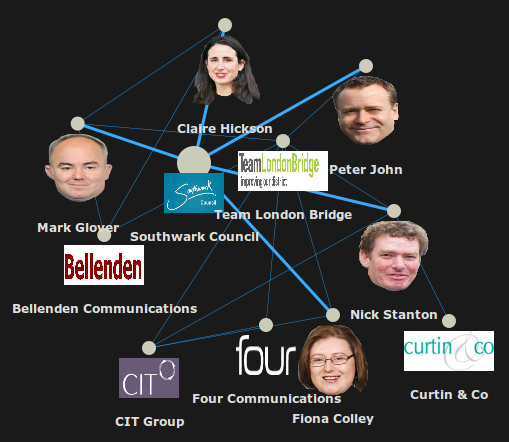 Claire Hickson
TeamLondonBridge
improving our district
Peter John
Southwark
Council
Team London Bridge
Mark Glover
Southwark Council
Bellenden
Bellenden Communications
Nick Stanton
curtin&co
Curtin & Co
four
CIT
Four Communications
CIT Group
Fiona Colley